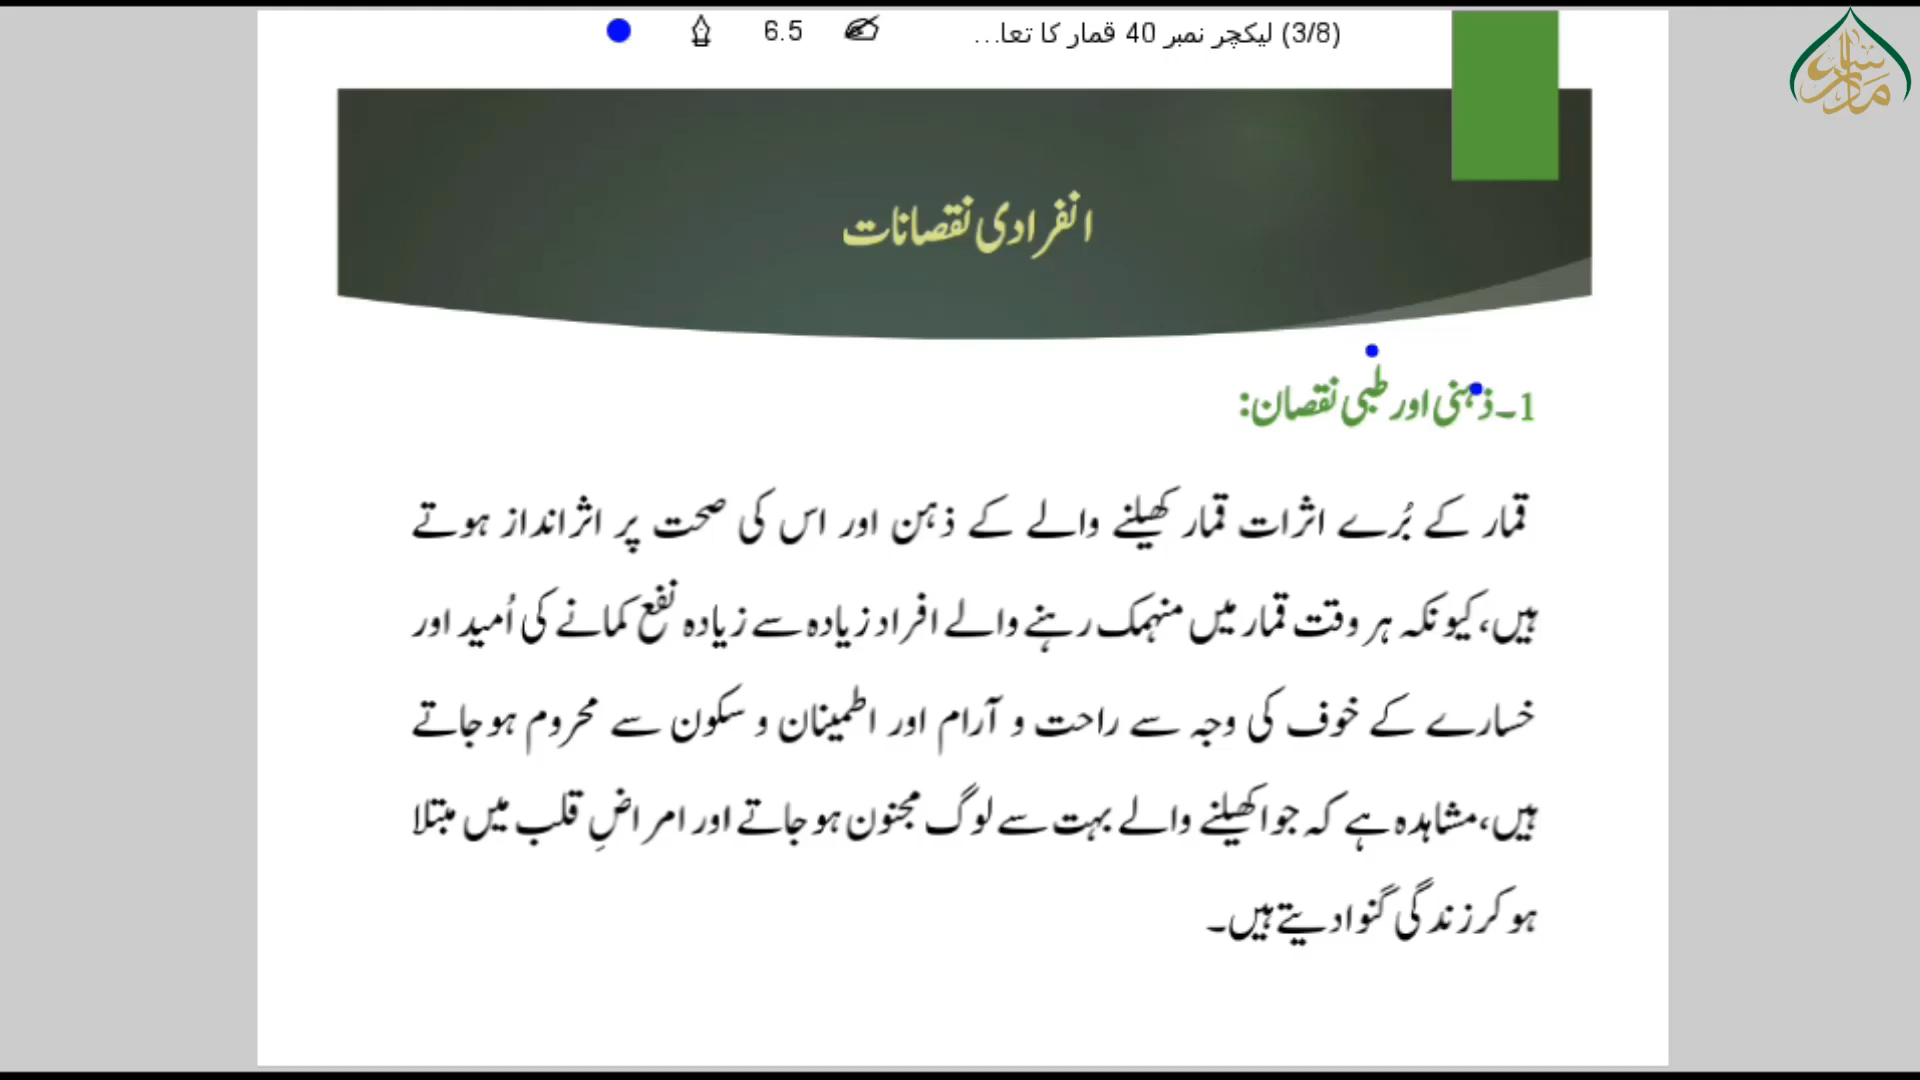 (3/8) لیکچر نمبر 40 قمار کا تعا...
6.5
انفرادی نقصانات
1۔ذہنی اور طبی نقصان:
قمار کے بُرے اثرات قمار کھیلنے والے کے ذہن اور اس کی صحت پر اثرانداز ہوتے
ہیں،کیونکہ ہر وقت قمار میں منہمک رہنے والے افراد زیادہ سے زیادہ نفع کمانے کی اُمید اور
خسارے کے خوف کی وجہ سے راحت و آرام اور اطمینان و سکون سے محروم ہوجاتے
ہیں،مشاہدہ ہے کہ جوا کھیلنے والے بہت سے لوگ مجنون ہوجاتے اور امراضِ قلب میں مبتلا
ہو کر زندگی گنوا دیتے ہیں۔